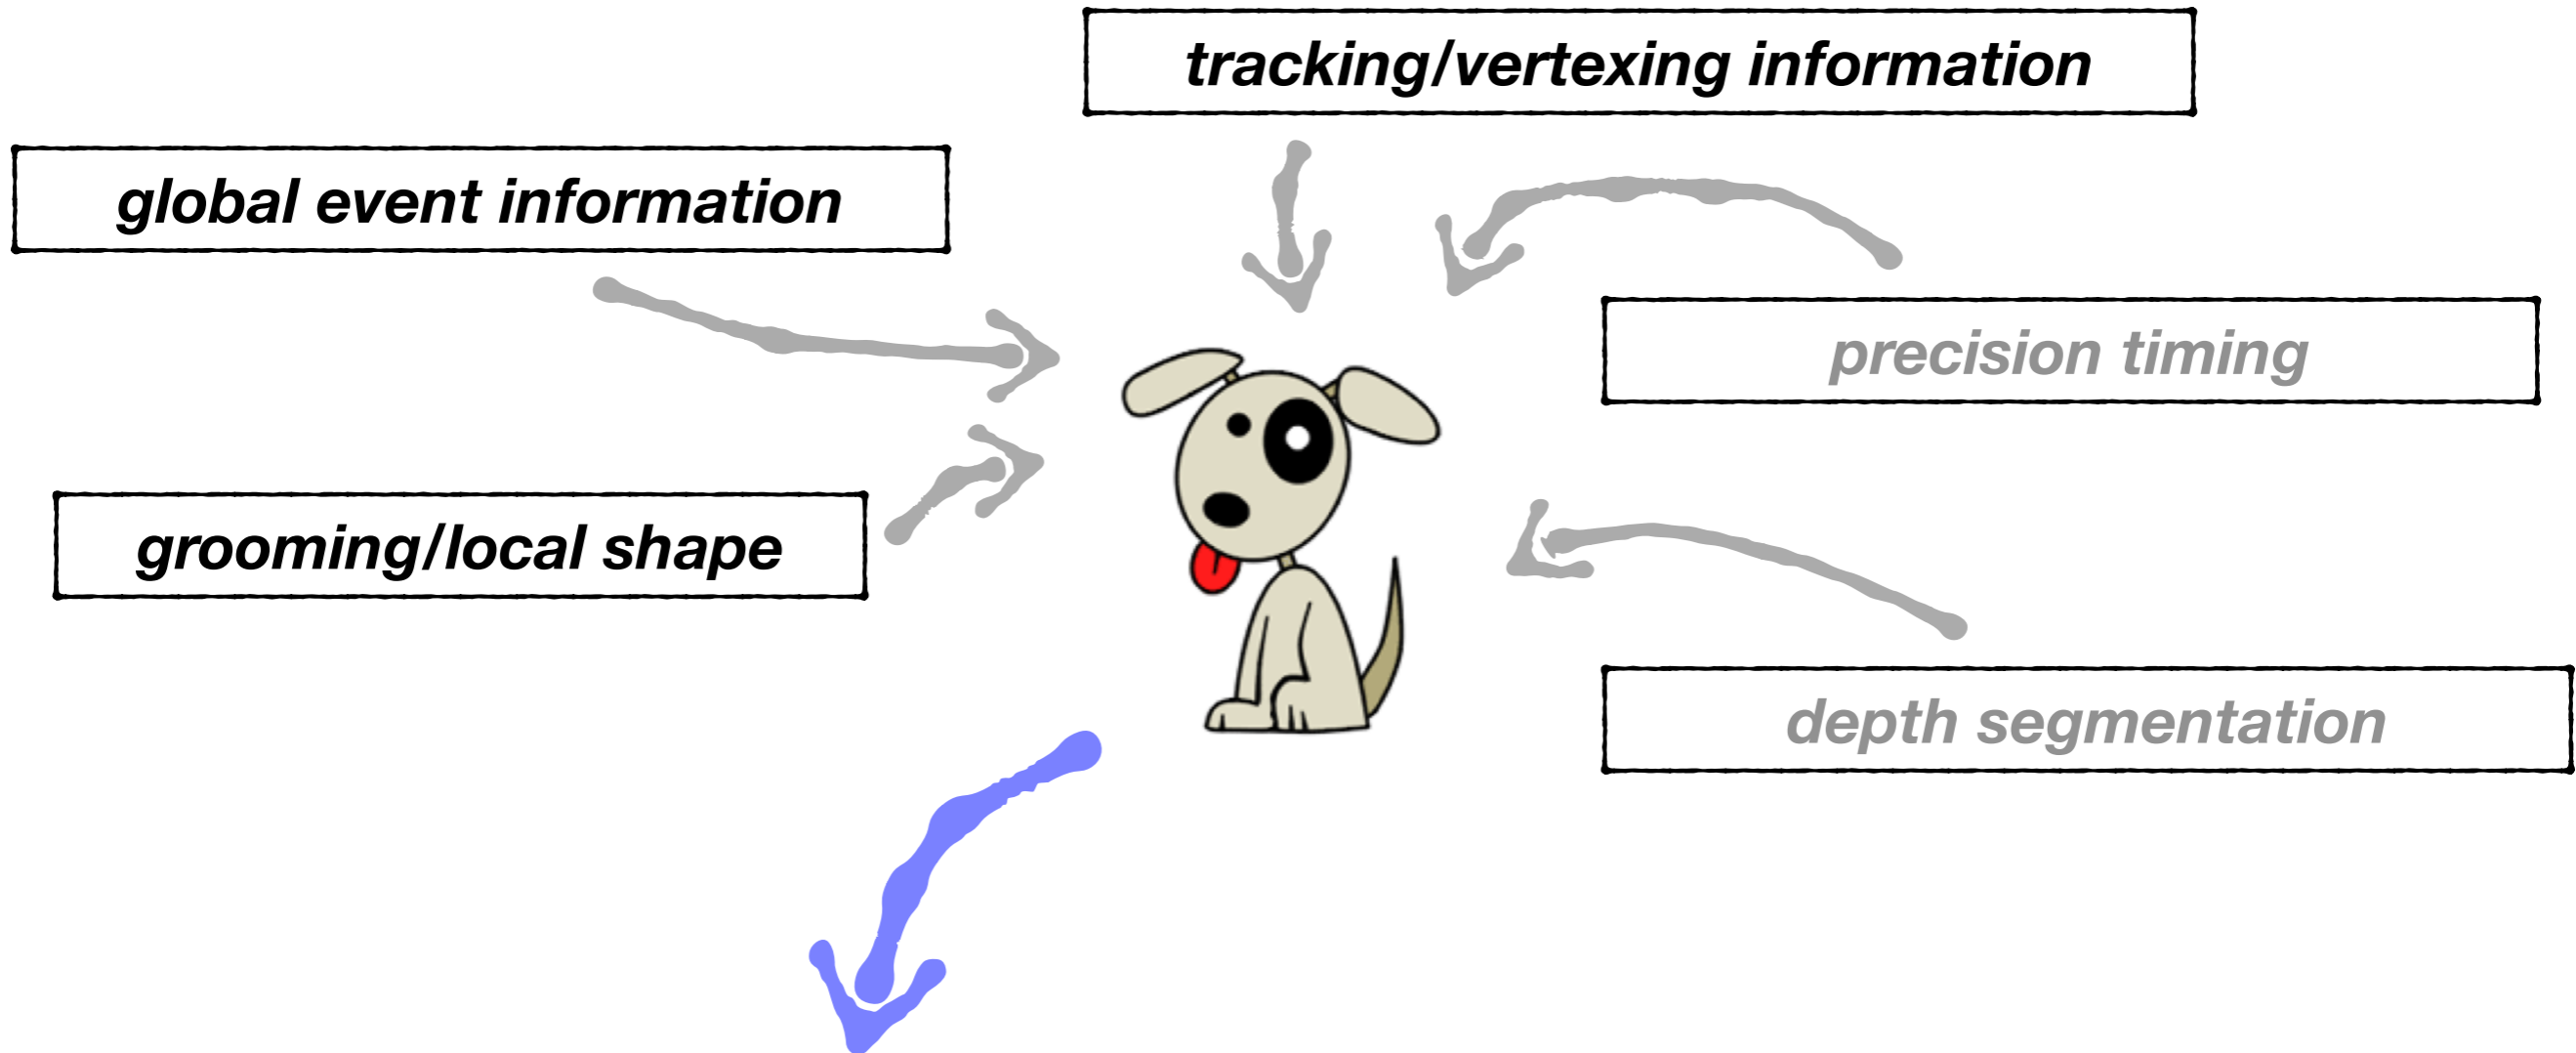 tracking/vertexing information
global event information
precision timing
grooming/local shape
depth segmentation